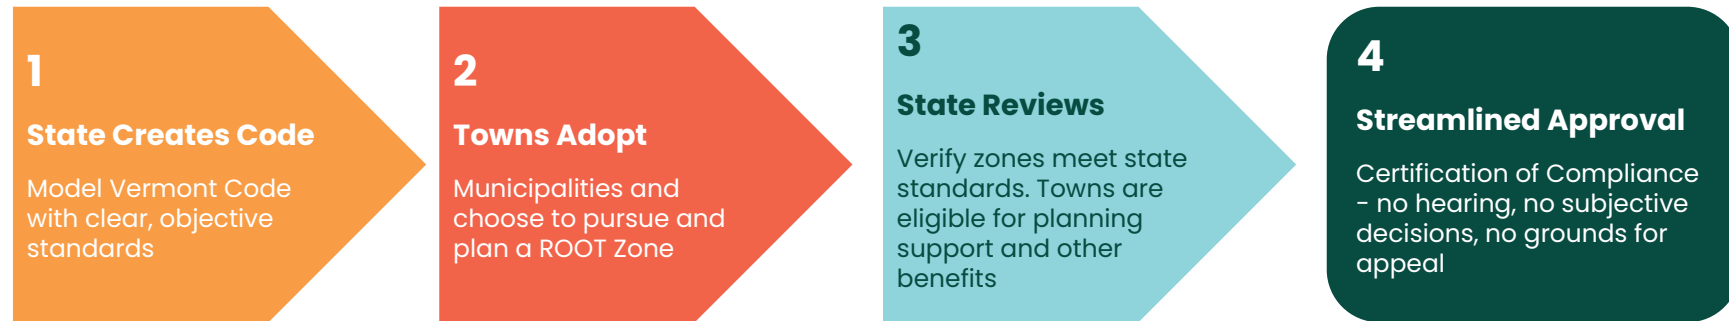 1
State Creates Code
Model Vermont Code
with clear, objective
standards
2
Towns Adopt
Municipalities and
choose to pursue and
plan a ROOT Zone
3
State Reviews
Verify zones meet state
standards. Towns are
eligible for planning
support and other
benefits
4
Streamlined Approval
Certification of Compliance
- no hearing, no subjective
decisions, no grounds for
appeal